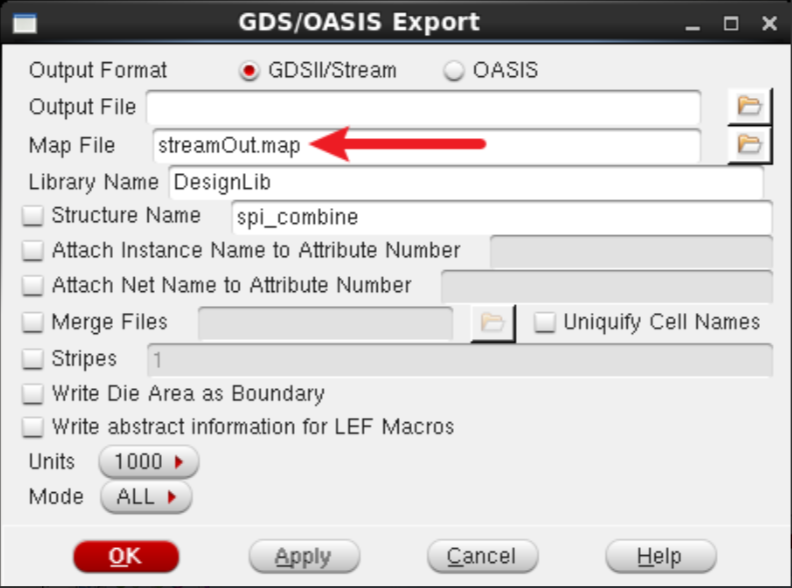 GDS/OASIS Export
Output Format GDSII/Stream OASIS
Output File
Map File streamOut.map
Library Name DesignLib
Structure Name spi_combine
Attach Instance Name to Attribute Number
Attach Net Name to Attribute Number
Merge Files Uniquify Cell Names
Stripes 1
Write Die Area as Boundary
Write abstract information for LEF Macros
Units 1000
Mode ALL
OK Apply Cancel Help